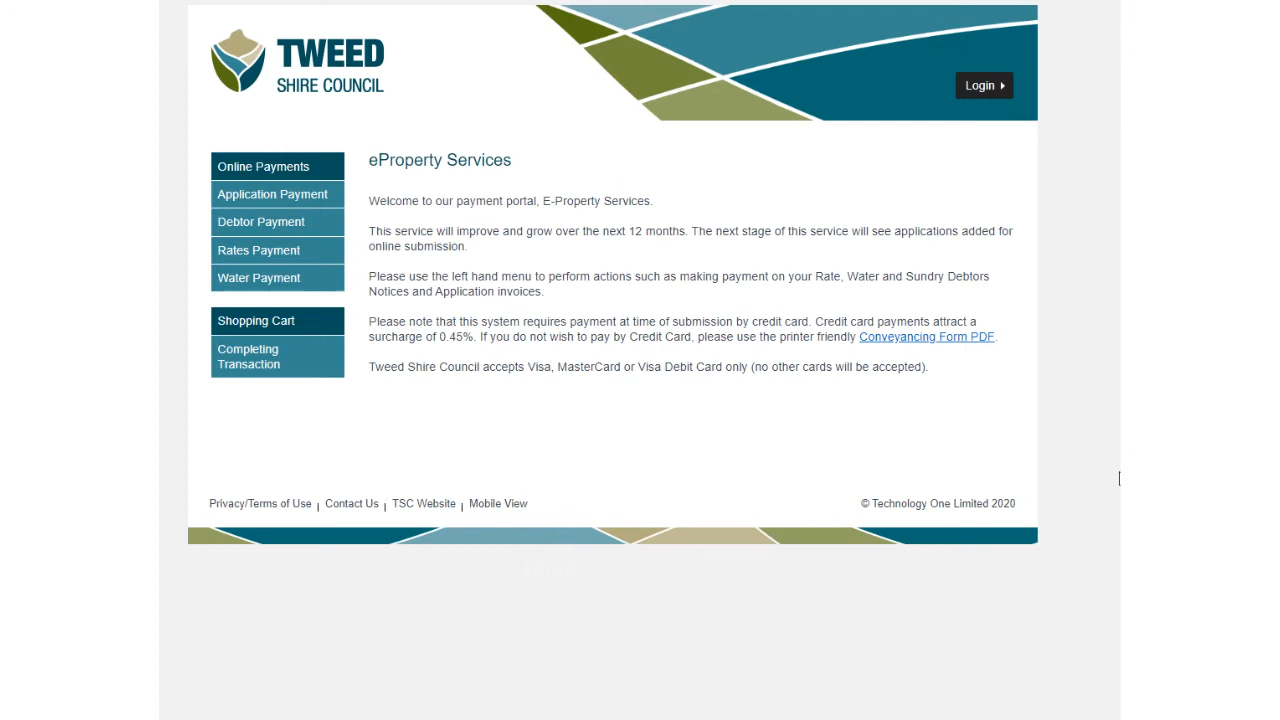 TWEED
SHIRE COUNCIL
Login
Online Payments
Application Payment
Debtor Payment
Rates Payment
Water Payment
Shopping Cart
Completing
Transaction
eProperty Services
Welcome to our payment portal, E-Property Services.
This service will improve and grow over the next 12 months. The next stage of this service will see applications added for
online submission.
Please use the left hand menu to perform actions such as making payment on your Rate, Water and Sundry Debtors
Notices and Application invoices.
Please note that this system requires payment at time of submission by credit card. Credit card payments attract a
surcharge of 0.45%. If you do not wish to pay by Credit Card, please use the printer friendly Conveyancing Form PDF.
Tweed Shire Council accepts Visa, MasterCard or Visa Debit Card only (no other cards will be accepted).
Privacy/Terms of Use | Contact Us | TSC Website | Mobile View
© Technology One Limited 2020